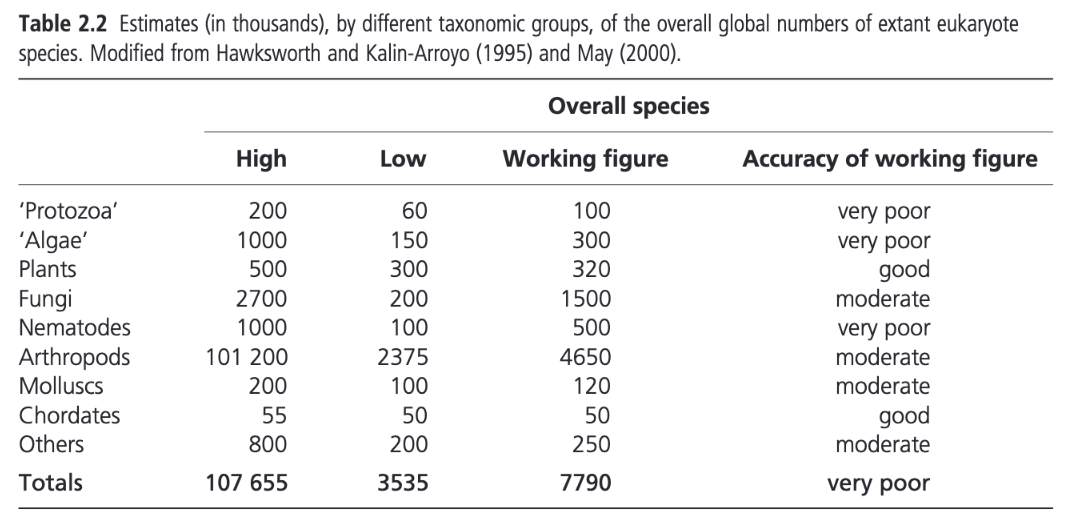 Table 2.2 Estimates (in thousands), by different taxonomic groups, of the overall global numbers of extant eukaryote
species. Modified from Hawksworth and Kalin-Arroyo (1995) and May (2000).
Overall species
High Low Working figure Accuracy of working figure
‘Protozoa’ 200 60 100 very poor
‘Algae’ 1000 150 300 very poor
Plants 500 300 320 good
Fungi 2700 200 1500 moderate
Nematodes 1000 100 500 very poor
Arthropods 101 200 2375 4650 moderate
Molluscs 200 100 120 moderate
Chordates 55 50 50 good
Others 800 200 250 moderate
Totals 107 655 3535 7790 very poor